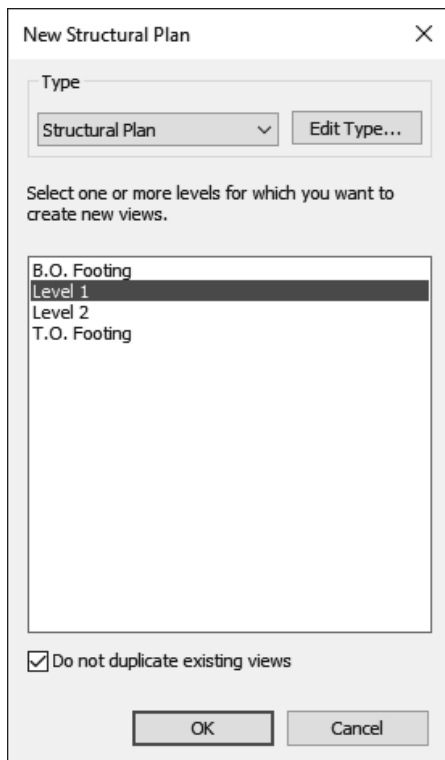 New Structural Plan
Type
Structural Plan
Edit Type...
Select one or more levels for which you want to
create new views.
B.O. Footing
Level 1
Level 2
T.O. Footing
Do not duplicate existing views
OK
Cancel